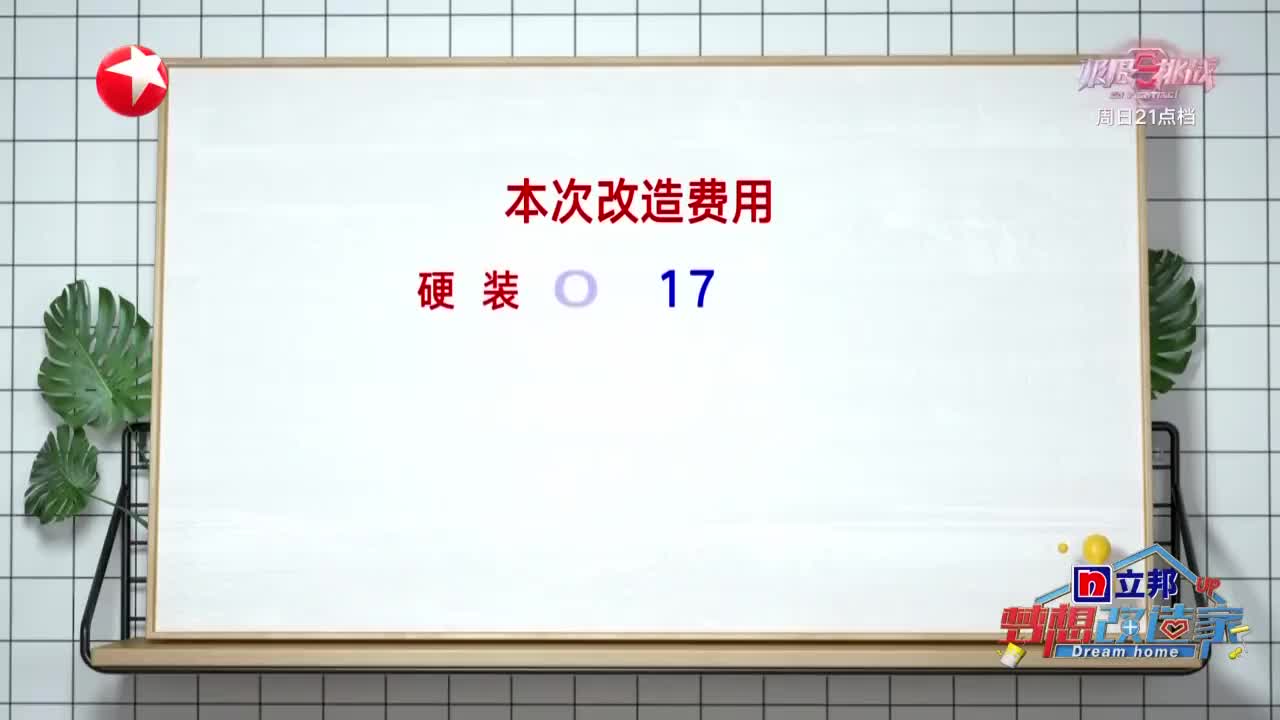 极限挑战
周日21点档
本次改造费用
硬 装 O 17
n 立邦
梦想改造家 UP
Dream home